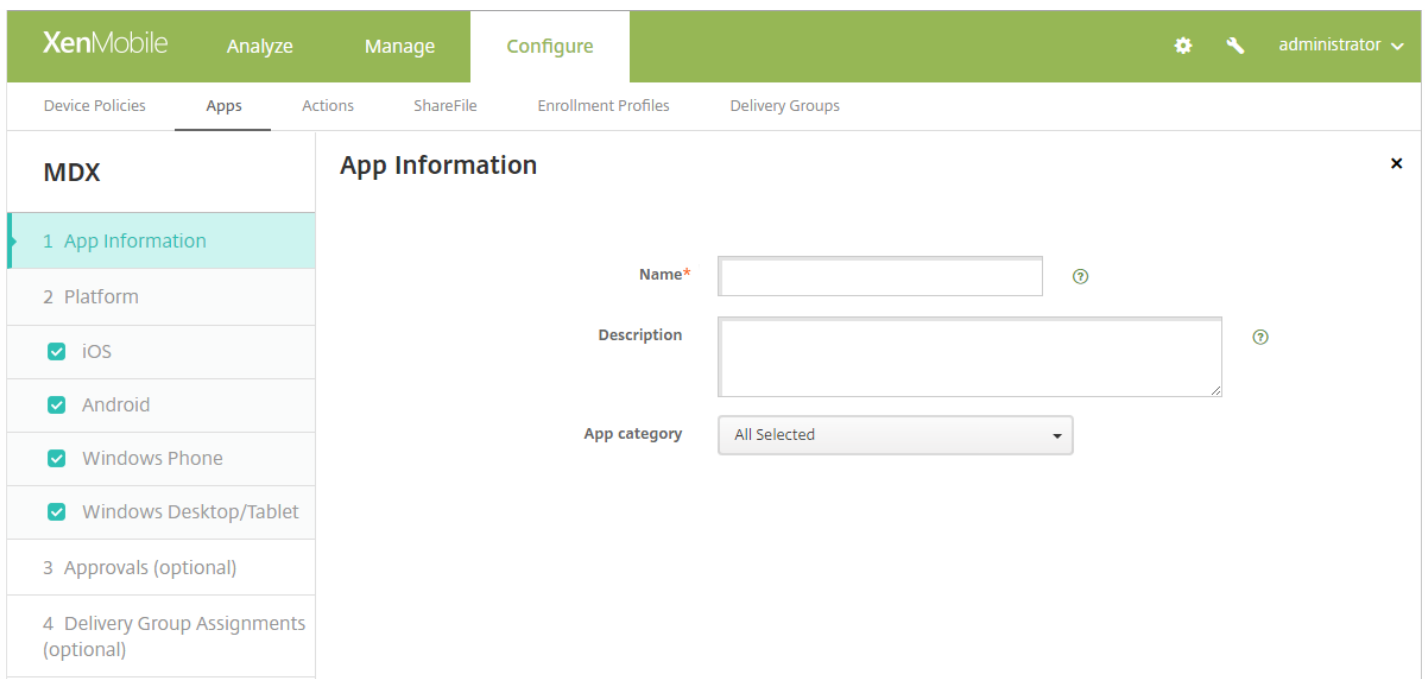 XenMobile Analyze Manage Configure administrator
Device Policies Apps Actions ShareFile Enrollment Profiles Delivery Groups
MDX
1 App Information
2 Platform
iOS
Android
Windows Phone
Windows Desktop/Tablet
3 Approvals (optional)
4 Delivery Group Assignments
(optional)
App Information
Name*
?
Description
?
App category All Selected